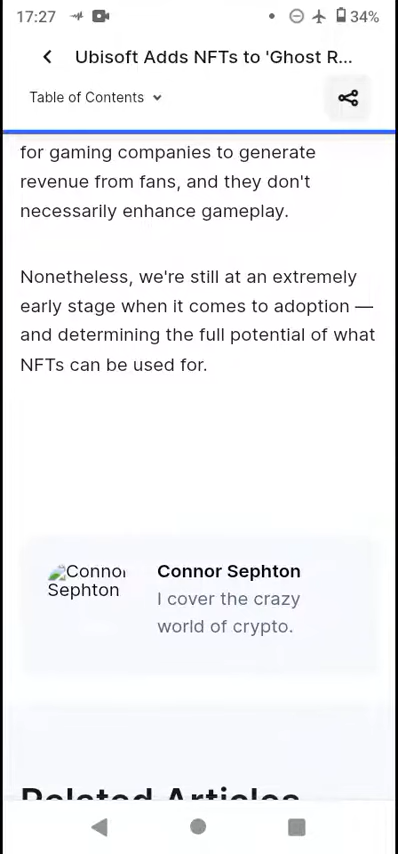 17:27
34%
Ubisoft Adds NFTs to 'Ghost R...
Table of Contents
for gaming companies to generate
revenue from fans, and they don't
necessarily enhance gameplay.
Nonetheless, we're still at an extremely
early stage when it comes to adoption —
and determining the full potential of what
NFTs can be used for.
Connor
Sephton
Connor Sephton
I cover the crazy
world of crypto.
Related Articles